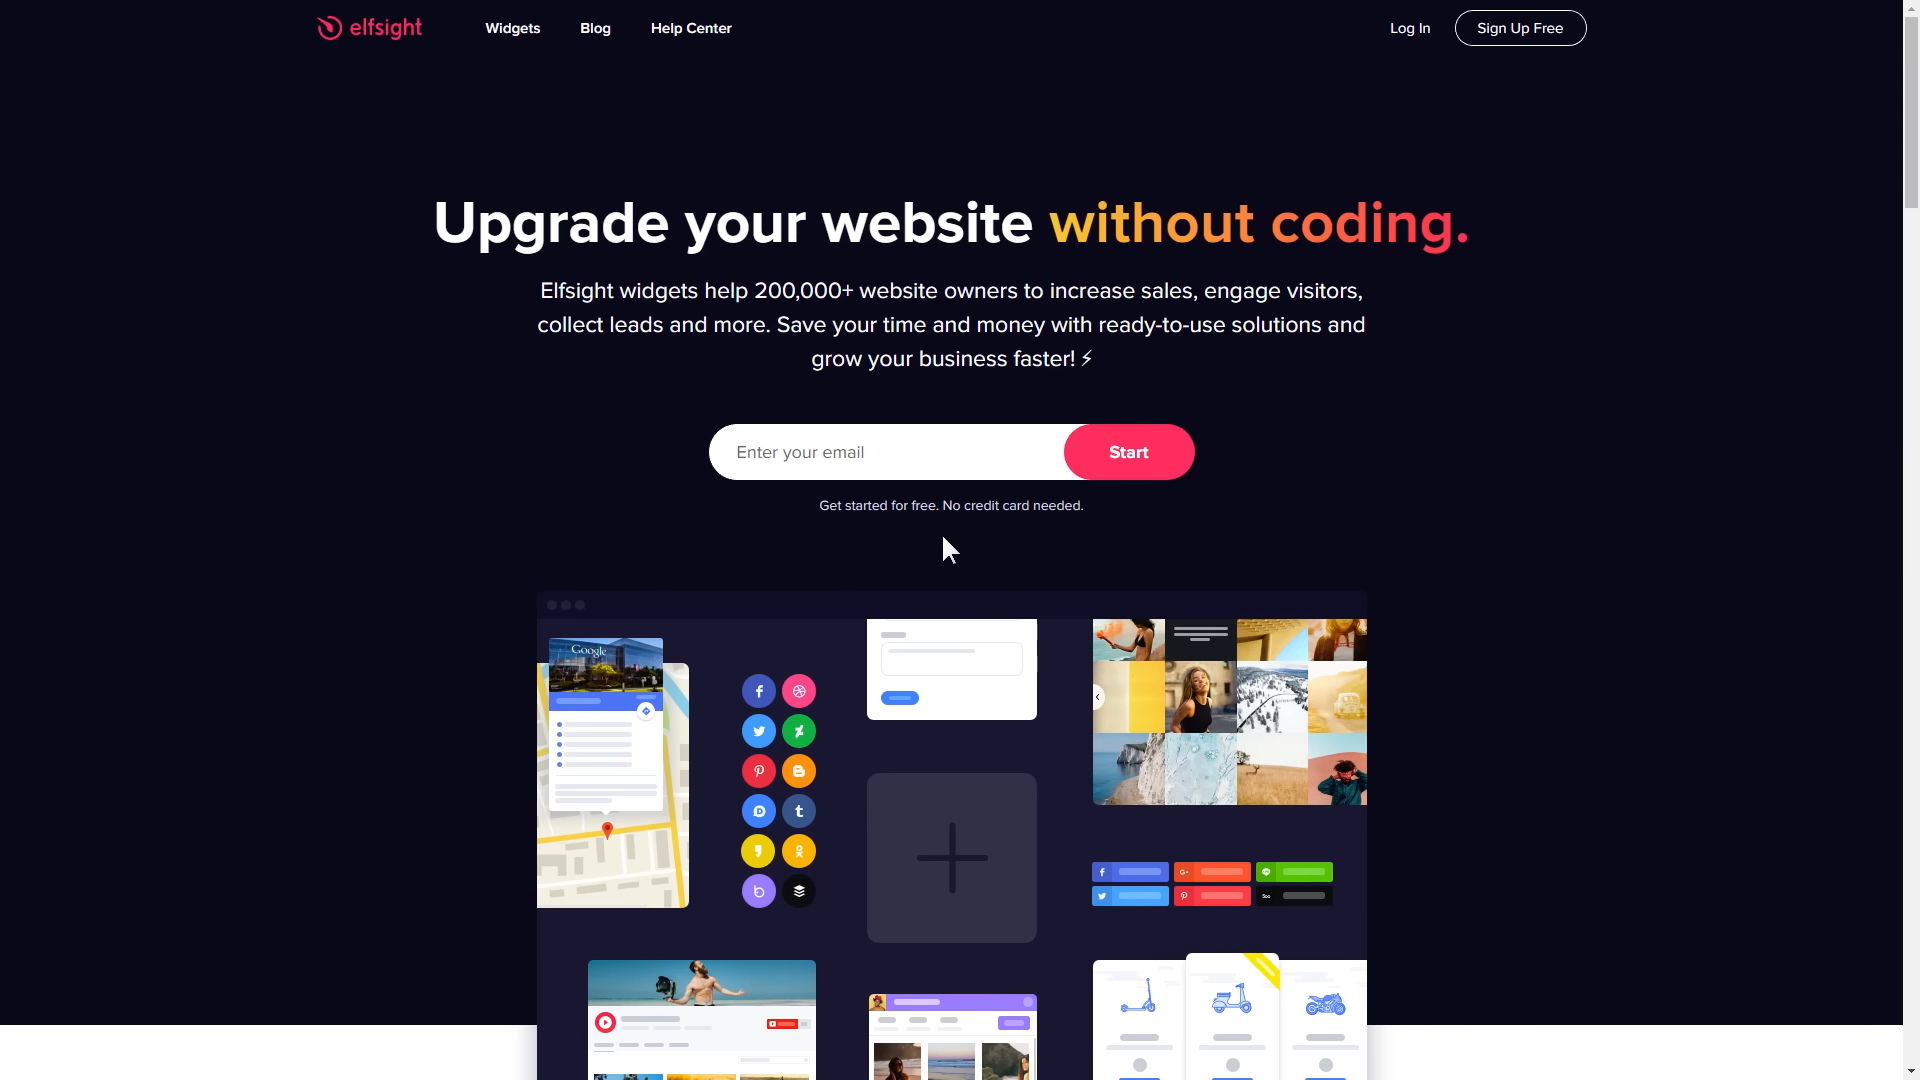 elfsight Widgets Blog Help Center Log In Sign Up Free
Upgrade your website without coding.
Elfsight widgets help 200,000+ website owners to increase sales, engage visitors,
collect leads and more. Save your time and money with ready-to-use solutions and
grow your business faster! ⚡
Enter your email Start
Get started for free. No credit card needed.
Google